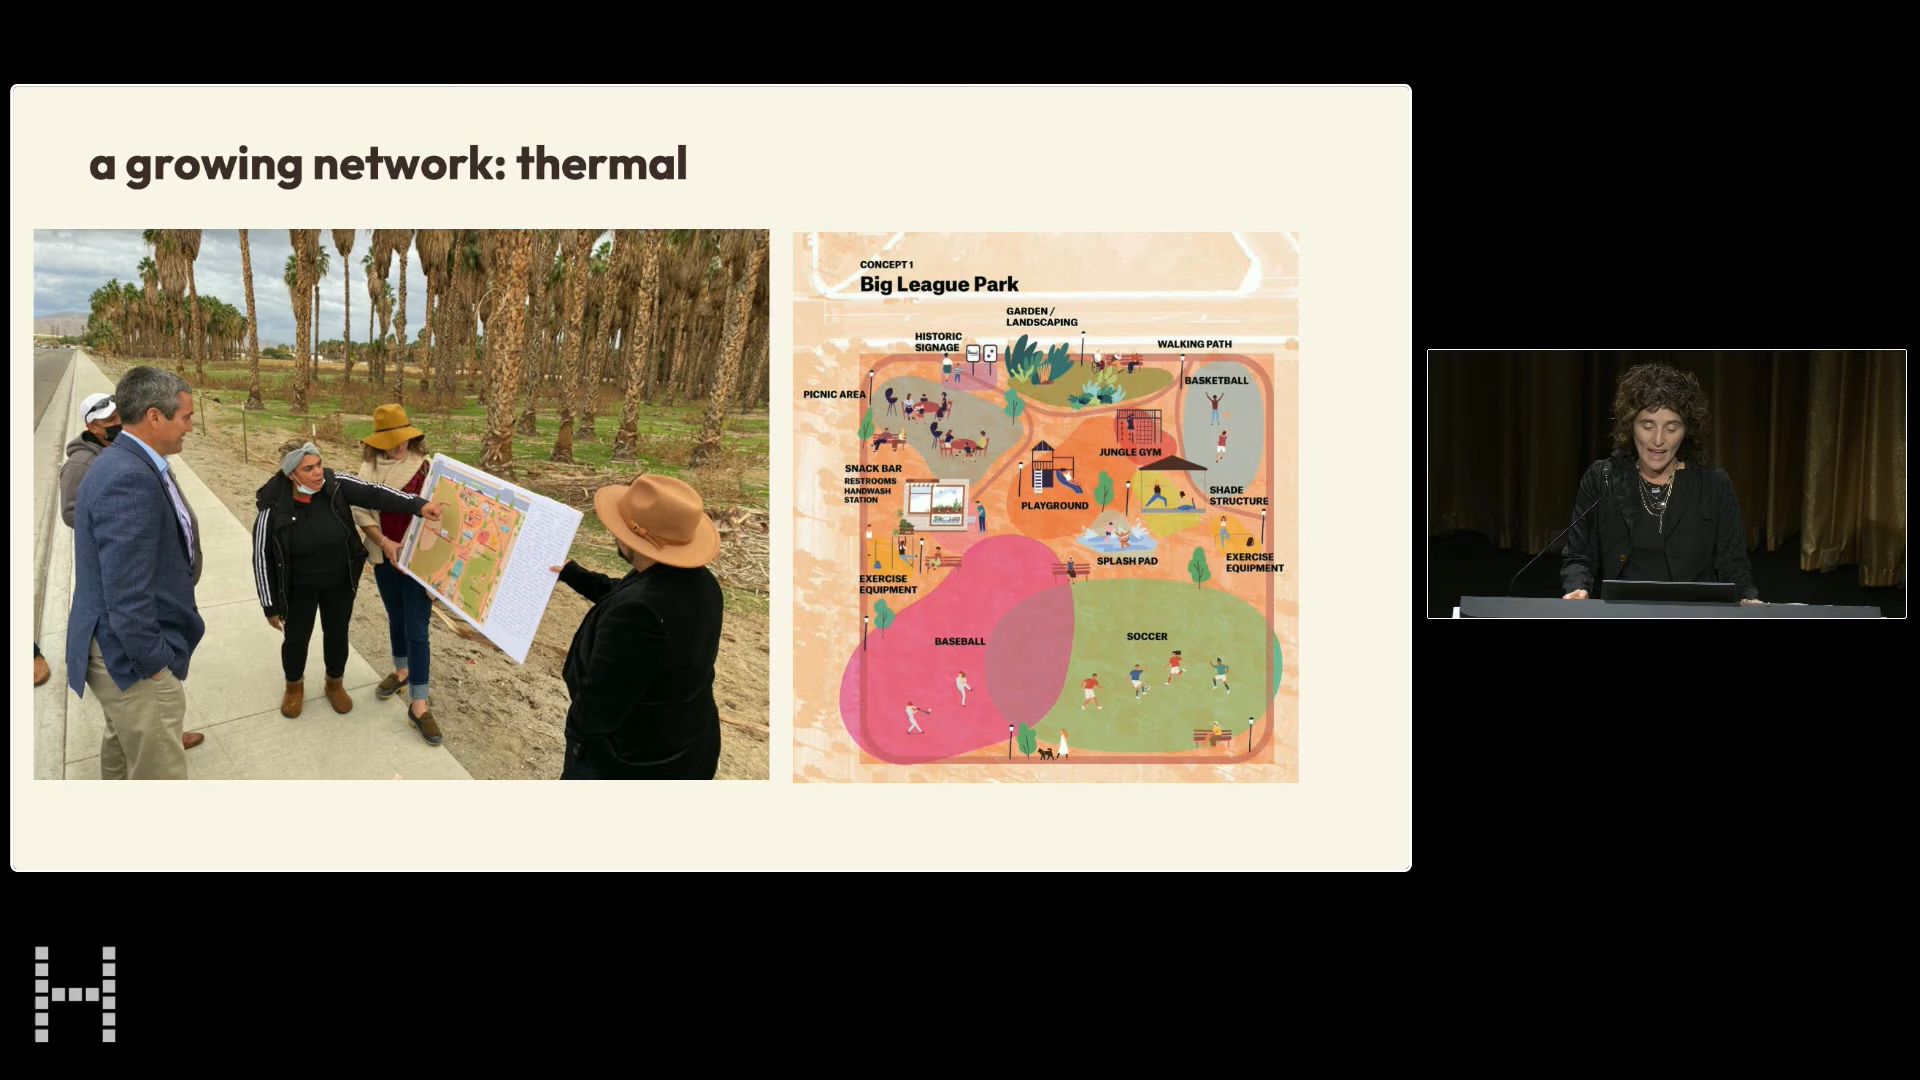 a growing network: thermal
CONCEPT 1
Big League Park
GARDEN /
LANDSCAPING
HISTORIC
SIGNAGE
WALKING PATH
BASKETBALL
PICNIC AREA
JUNGLE GYM
SNACK BAR
RESTROOMS
HANDWASH
STATION
PLAYGROUND
SHADE
STRUCTURE
SPLASH PAD
EXERCISE
EQUIPMENT
EXERCISE
EQUIPMENT
BASEBALL
SOCCER
H